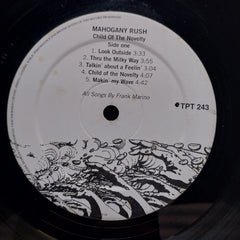 MAHOGANY RUSH
Child Of The Novelty
Side one
1. Look Outside 3:33
2. Thru the Milky Way 3:55
3. Talkin' about a Feelin' 3:23
4. Child of the Novelty 4:07
5. Makin' my Wave 4:42
All Songs By Frank Marino
TPT 243